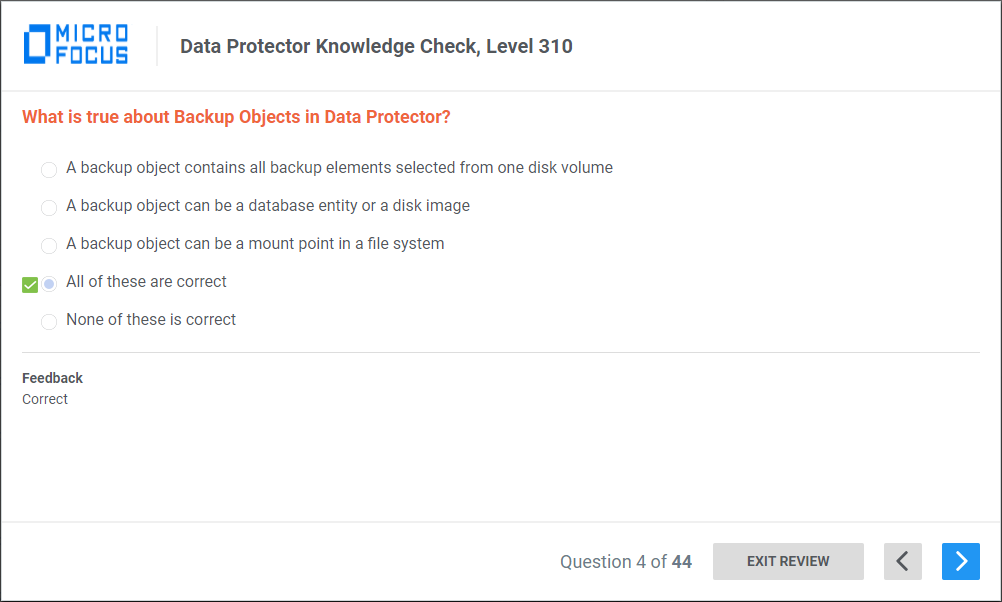 MICRO
FOCUS
Data Protector Knowledge Check, Level 310
What is true about Backup Objects in Data Protector?
A backup object contains all backup elements selected from one disk volume
A backup object can be a database entity or a disk image
A backup object can be a mount point in a file system
All of these are correct
None of these is correct
Feedback
Correct
Question 4 of 44
EXIT REVIEW